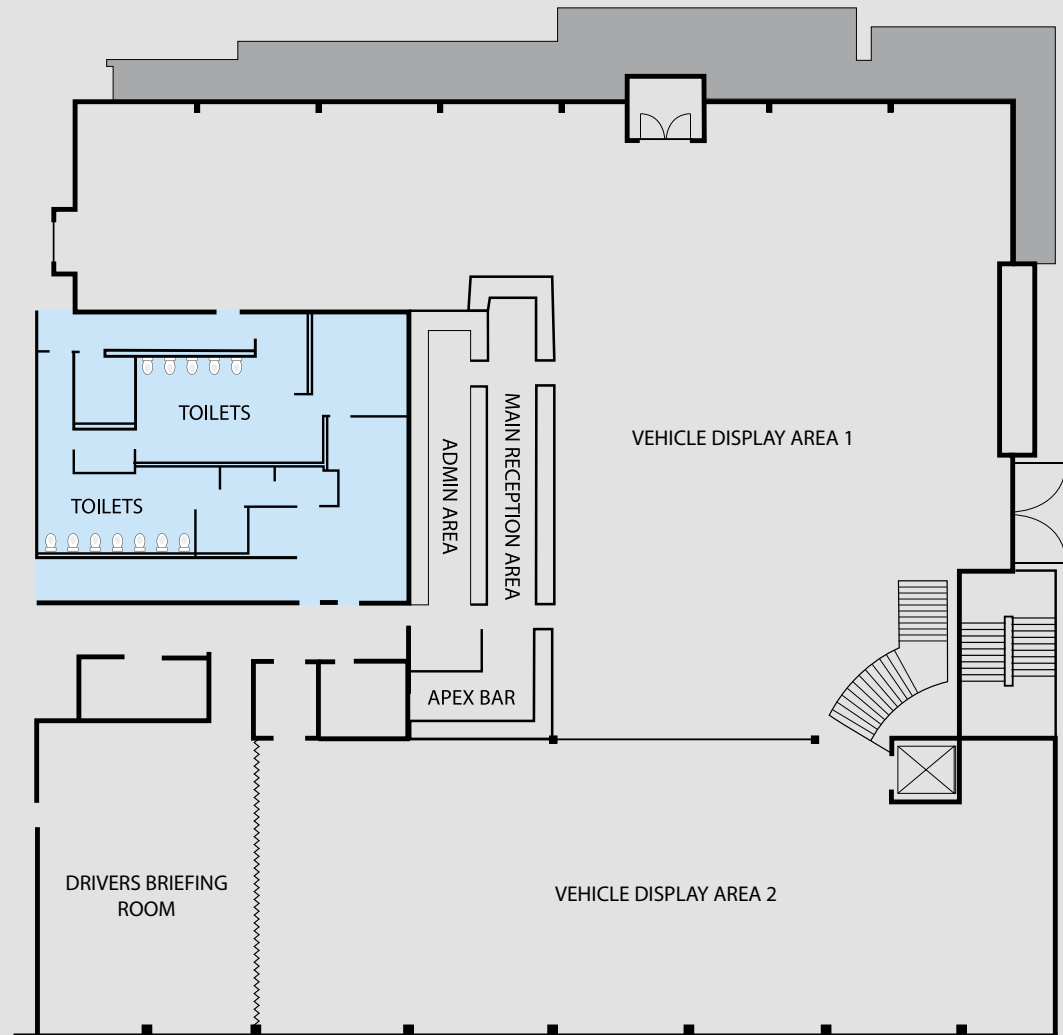 TOILETS
TOILETS
ADMIN AREA
MAIN RECEPTION AREA
VEHICLE DISPLAY AREA 1
APEX BAR
DRIVERS BRIEFING
ROOM
VEHICLE DISPLAY AREA 2